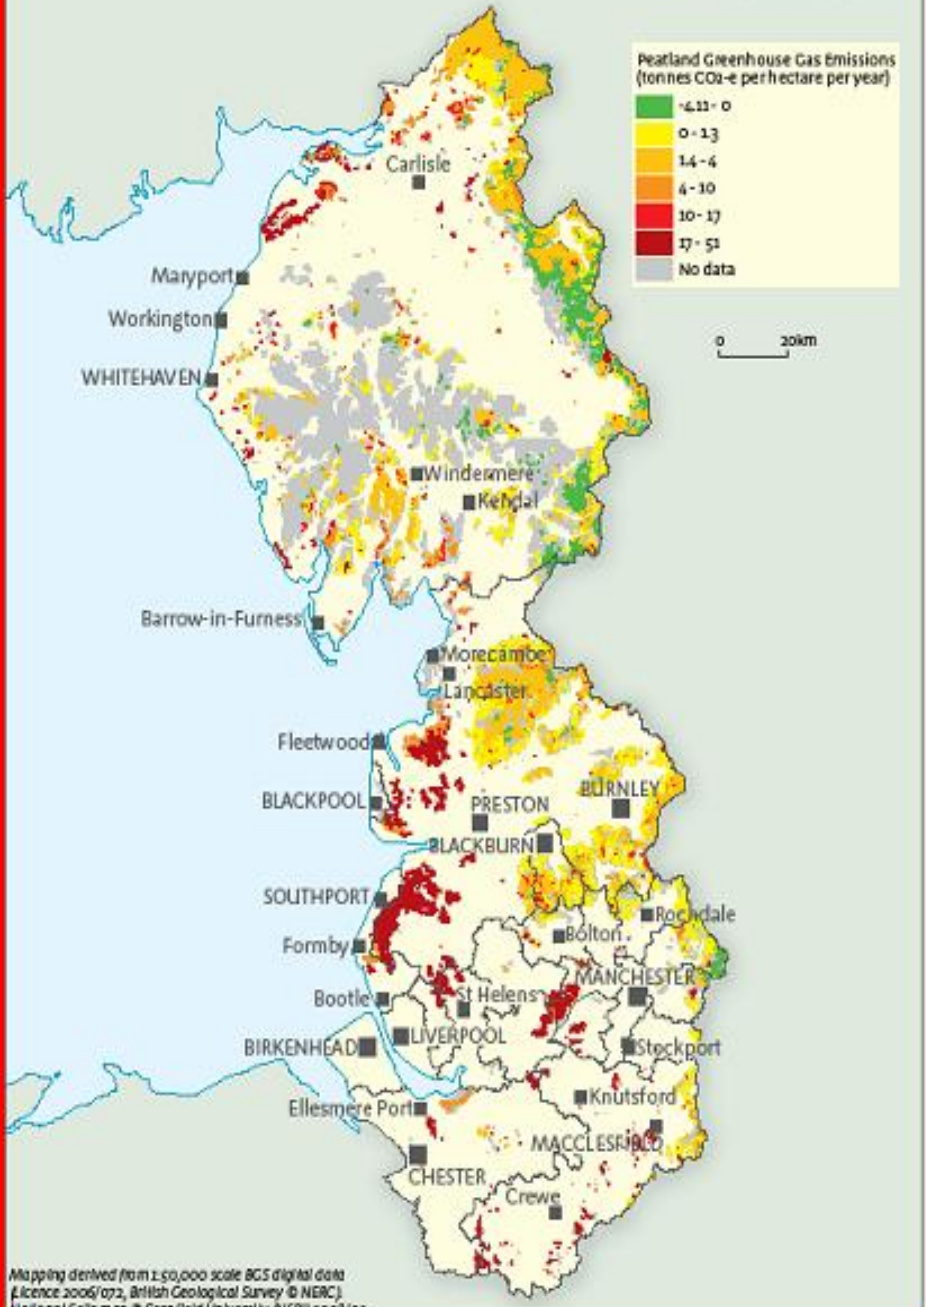 Peatland Greenhouse Gas Emissions
(tonnes CO2-e per hectare per year)
-4.11 - 0
0 - 1.3
1.4 - 4
4 - 10
10 - 17
17 - 51
No data
0 20km
Carlisle
Maryport
Workington
WHITEHAVEN
Windermere
Kendal
Barrow-in-Furness
Morecambe
Lancaster
Fleetwood
BLACKPOOL
PRESTON
BURNLEY
BLACKBURN
SOUTHPORT
Rochdale
Bolton
Formby
MANCHESTER
Bootle
St Helens
LIVERPOOL
BIRKENHEAD
Stockport
Knutsford
Ellesmere Port
MACCLESFIELD
CHESTER
Crewe
Mapping derived from 1:50,000 scale BGS digital data
(Licence 2006/072, British Geological Survey © NERC).